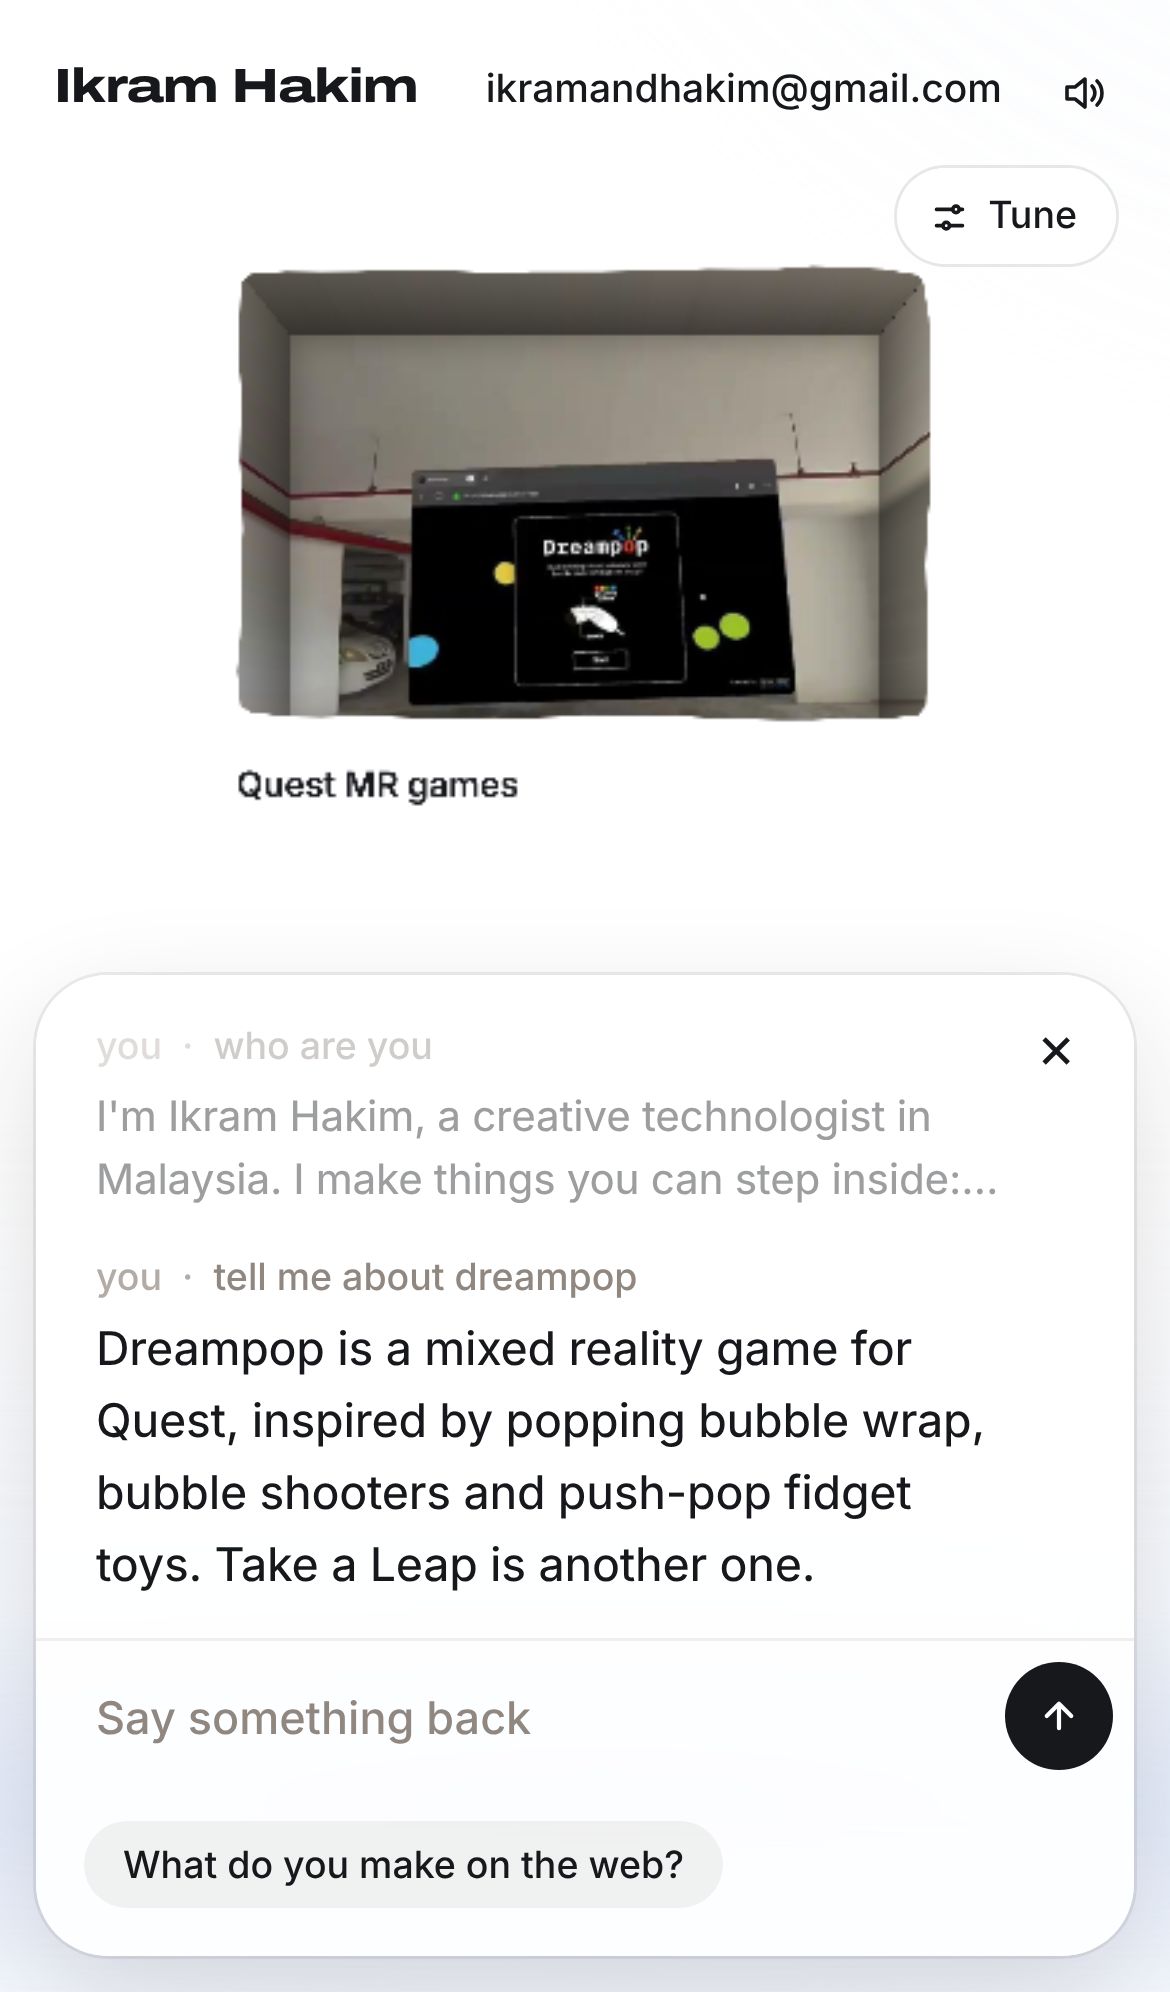 Ikram Hakim
ikramandhakim@gmail.com
Tune
Dreampop
Quest MR games
you · who are you
I'm Ikram Hakim, a creative technologist in
Malaysia. I make things you can step inside:...
you · tell me about dreampop
Dreampop is a mixed reality game for
Quest, inspired by popping bubble wrap,
bubble shooters and push-pop fidget
toys. Take a Leap is another one.
Say something back
What do you make on the web?